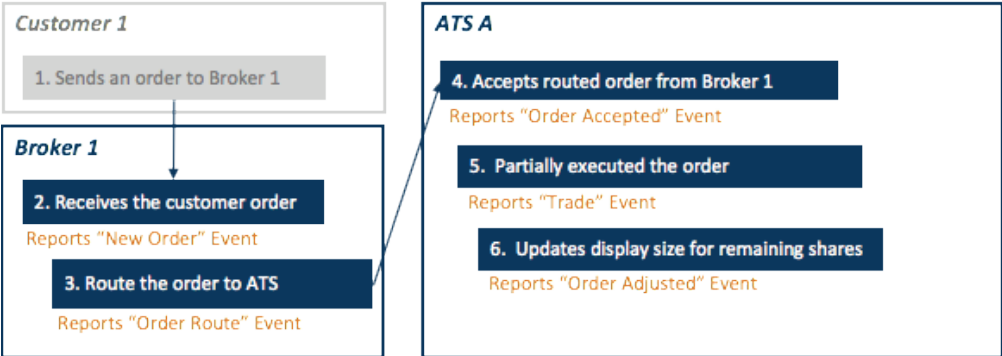 Customer 1
1. Sends an order to Broker 1
Broker 1
2. Receives the customer order
Reports “New Order” Event
3. Route the order to ATS
Reports “Order Route” Event
ATS A
4. Accepts routed order from Broker 1
Reports “Order Accepted” Event
5. Partially executed the order
Reports “Trade” Event
6. Updates display size for remaining shares
Reports “Order Adjusted” Event